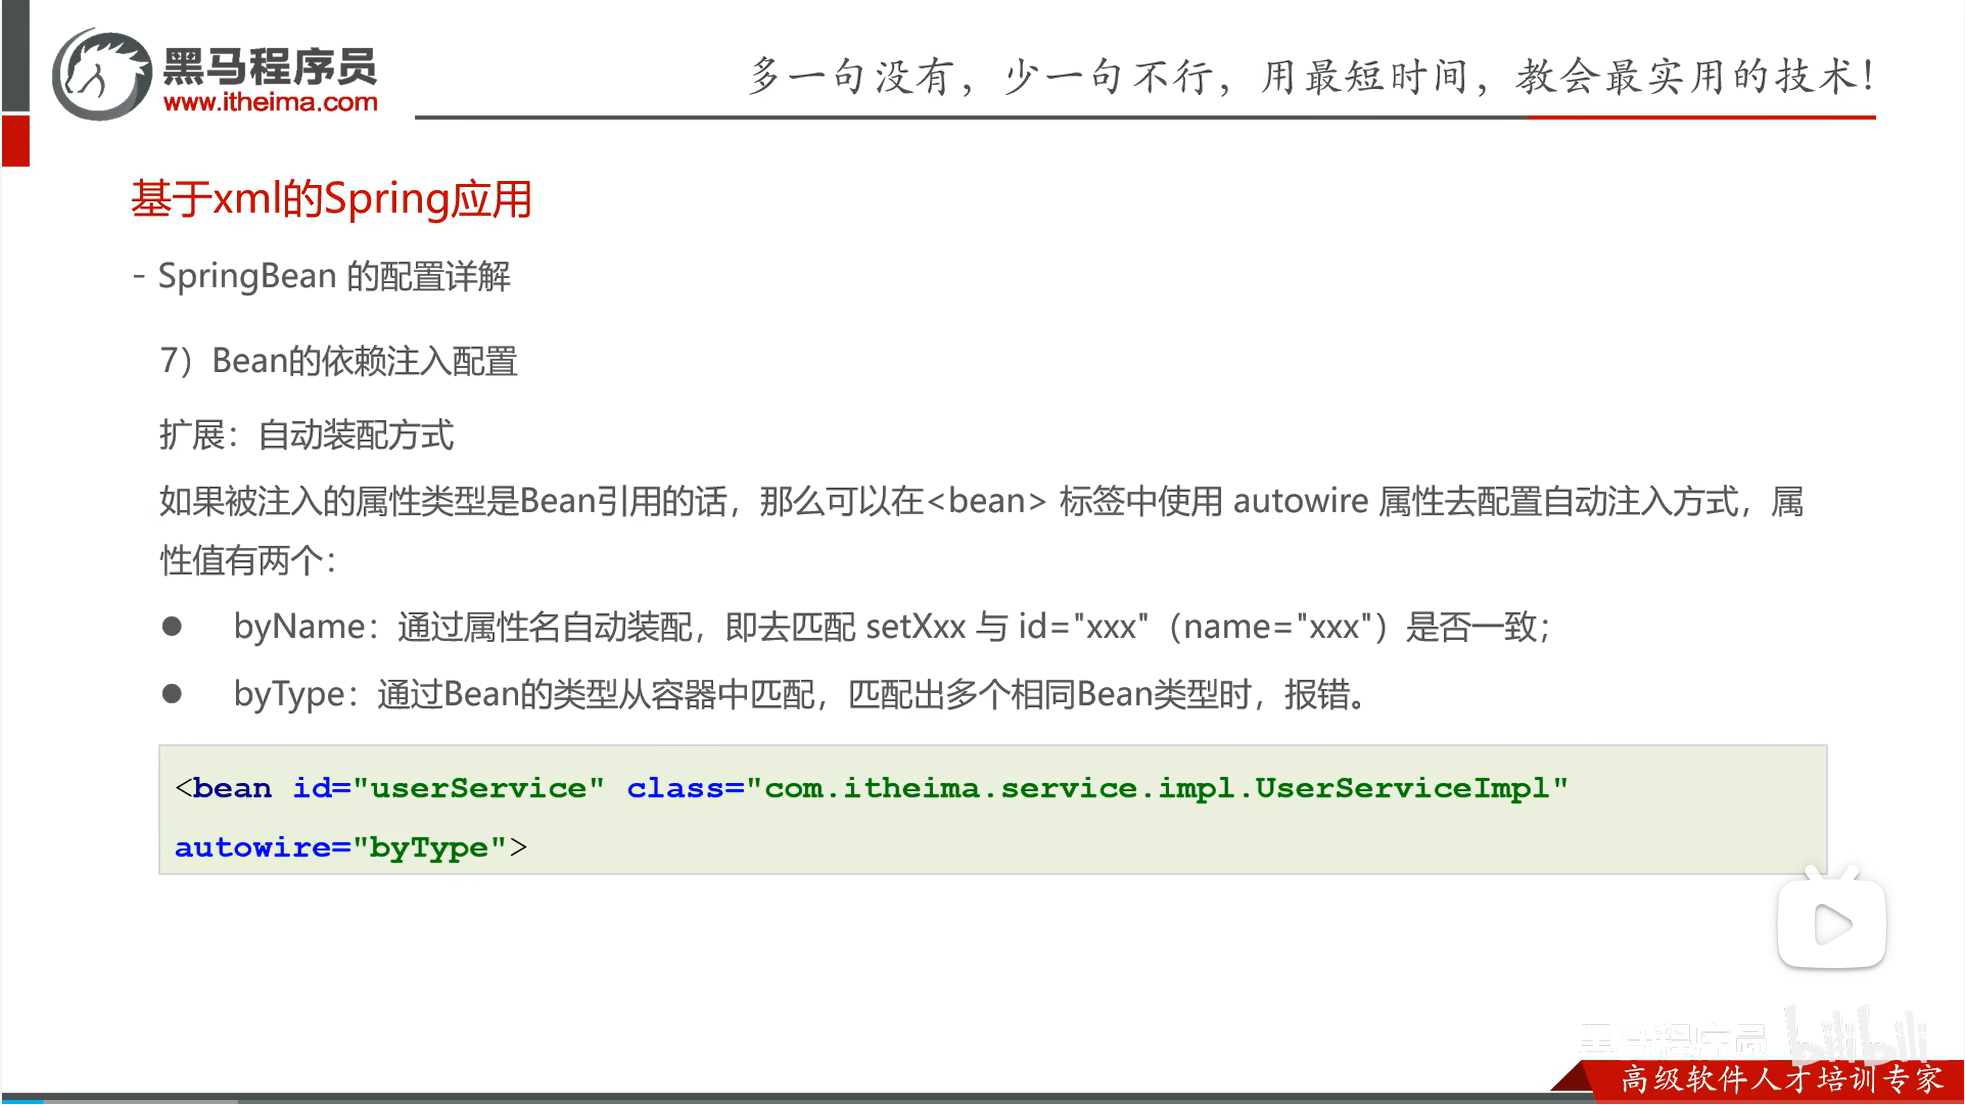 黑马程序员
www.itheima.com
多一句没有，少一句不行，用最短时间，教会最实用的技术！
基于xml的Spring应用
- SpringBean 的配置详解
7）Bean的依赖注入配置
扩展：自动装配方式
如果被注入的属性类型是Bean引用的话，那么可以在<bean> 标签中使用 autowire 属性去配置自动注入方式，属
性值有两个：
● byName：通过属性名自动装配，即去匹配 setXxx 与 id="xxx"（name="xxx"）是否一致；
● byType：通过Bean的类型从容器中匹配，匹配出多个相同Bean类型时，报错。
<bean id="userService" class="com.itheima.service.impl.UserServiceImpl"
autowire="byType">
黑马程序员 bilibili
高级软件人才培训专家